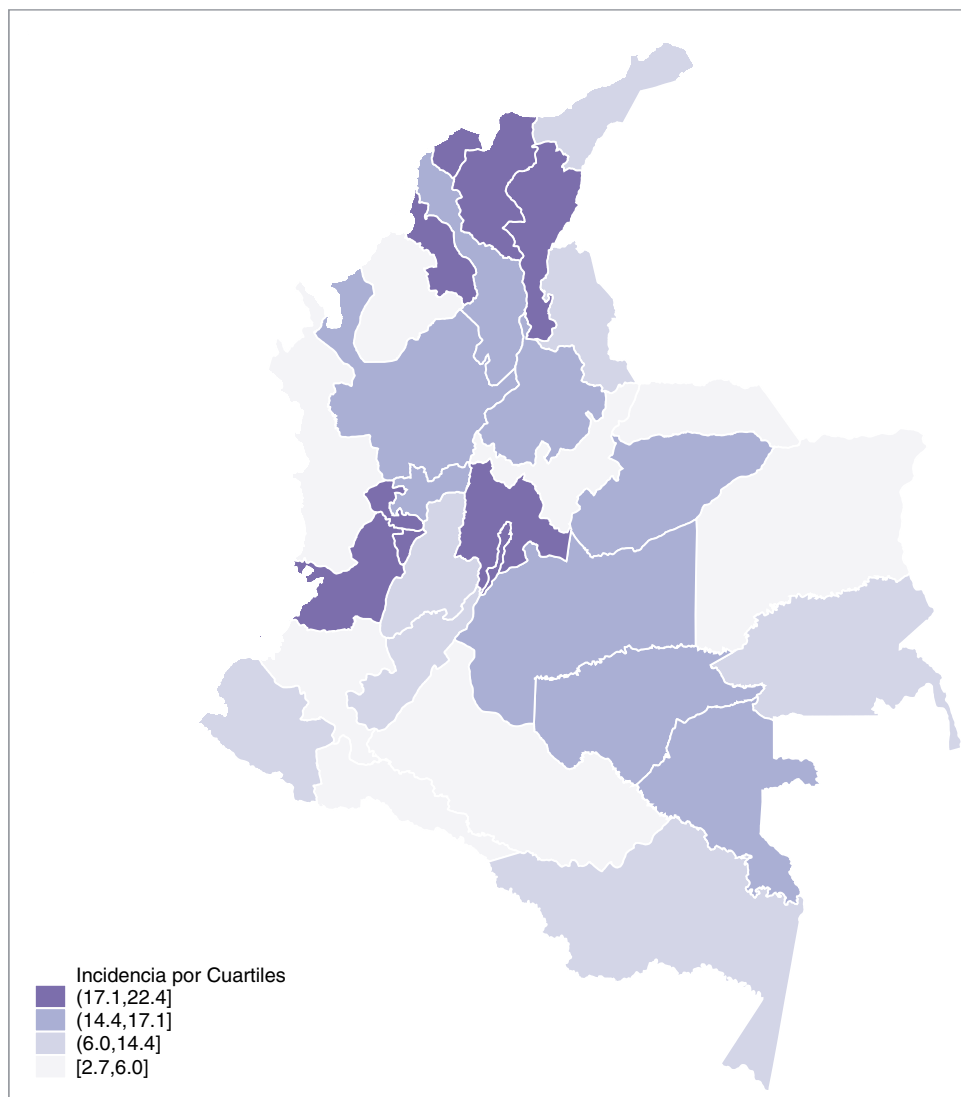 Incidencia por Cuartiles
(17.1,22.4]
(14.4,17.1]
(6.0,14.4]
[2.7,6.0]